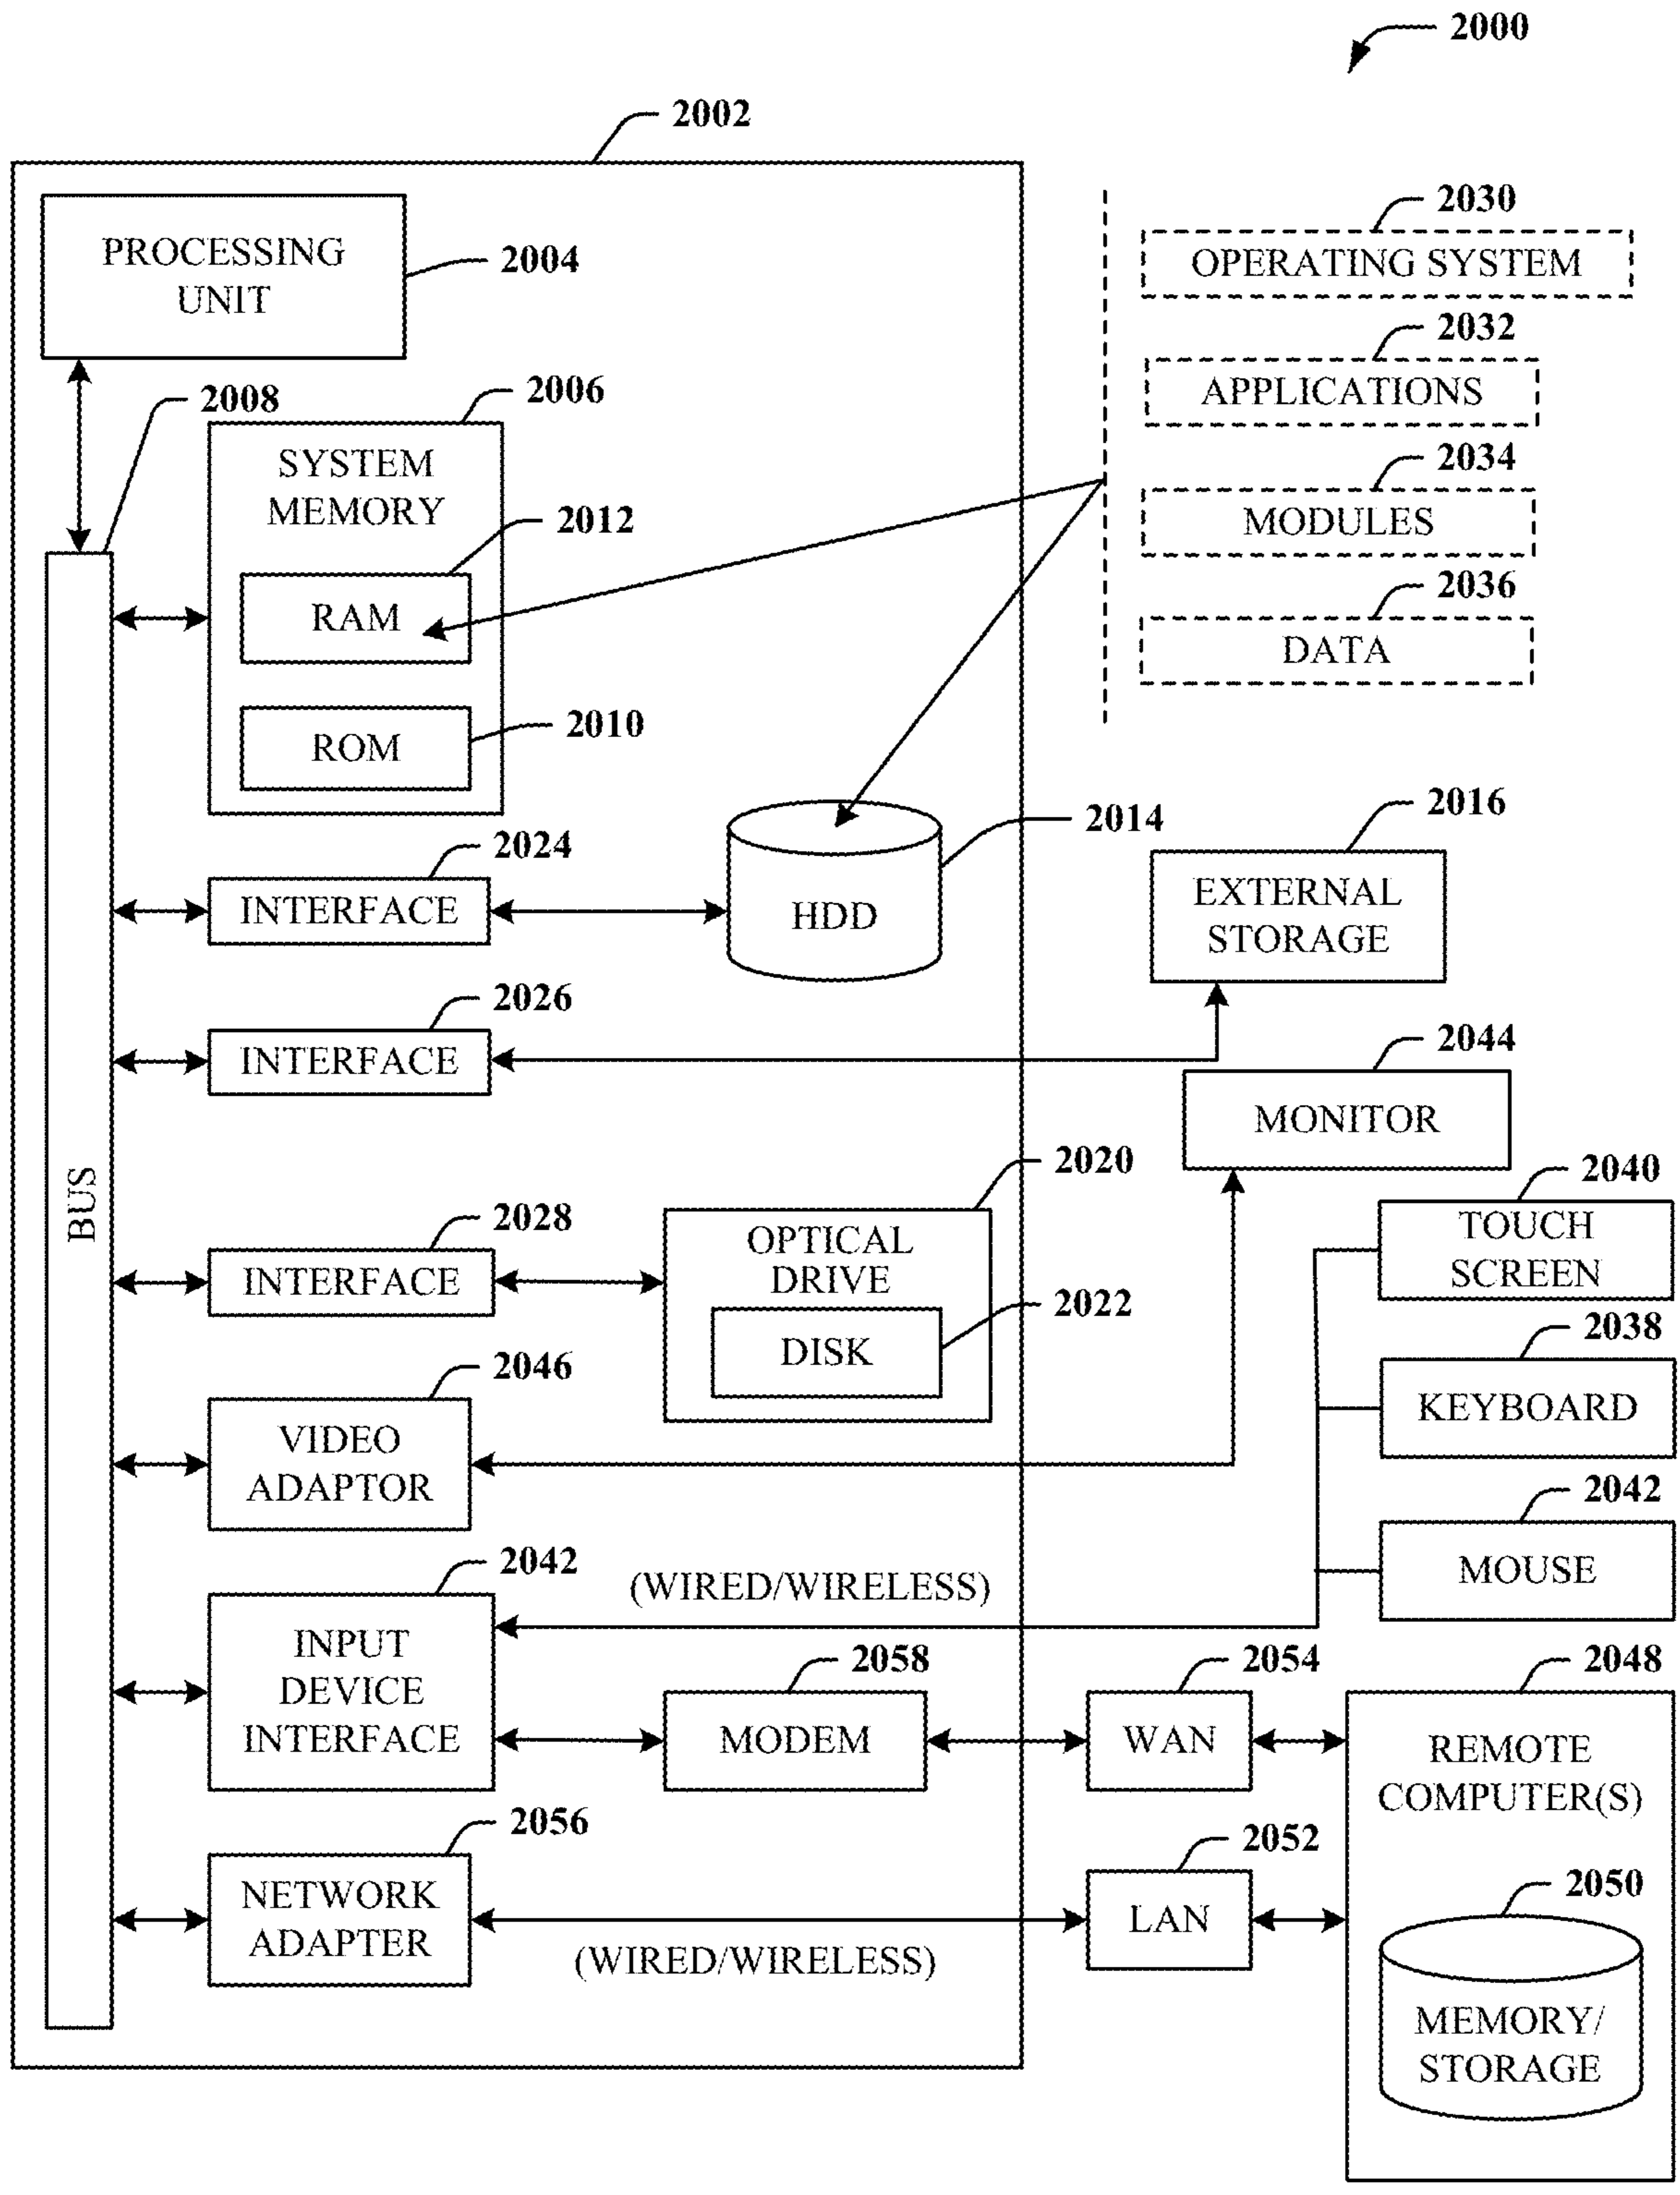 2000
2002
PROCESSING
UNIT
2004
2030
OPERATING SYSTEM
2032
APPLICATIONS
2034
MODULES
2036
DATA
2008
2006
SYSTEM
MEMORY
2012
RAM
2010
ROM
2024
INTERFACE
2014
HDD
2016
EXTERNAL
STORAGE
2026
INTERFACE
2044
MONITOR
BUS
2028
INTERFACE
2020
OPTICAL
DRIVE
2022
DISK
2040
TOUCH
SCREEN
2038
KEYBOARD
2046
VIDEO
ADAPTOR
2042
MOUSE
2042
INPUT
DEVICE
INTERFACE
(WIRED/WIRELESS)
2058
MODEM
2054
WAN
2048
REMOTE
COMPUTER(S)
2056
NETWORK
ADAPTER
(WIRED/WIRELESS)
2052
LAN
2050
MEMORY/
STORAGE